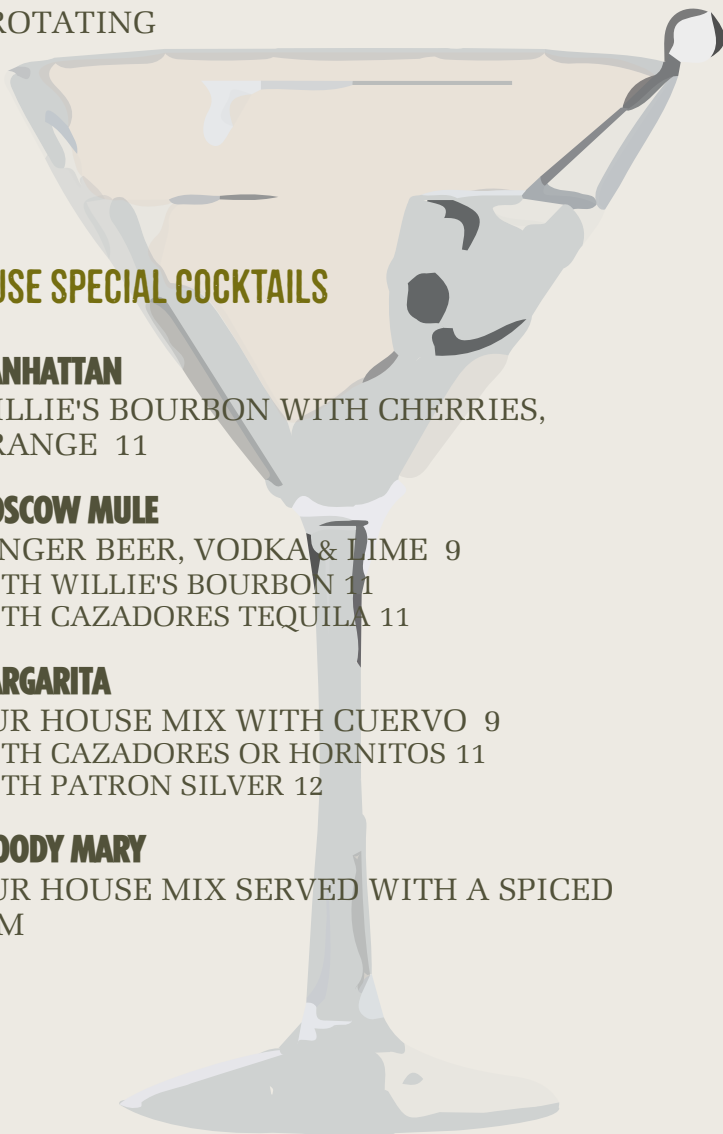 ROTATING
USE SPECIAL COCKTAILS
ANHATTAN
ILLIE'S BOURBON WITH CHERRIES,
RANGE 11
OSCOW MULE
NGER BEER, VODKA & LIME 9
TH WILLIE'S BOURBON 11
TH CAZADORES TEQUILA 11
ARGARITA
UR HOUSE MIX WITH CUERVO 9
TH CAZADORES OR HORNITOS 11
TH PATRON SILVER 12
OODY MARY
UR HOUSE MIX SERVED WITH A SPICED
M